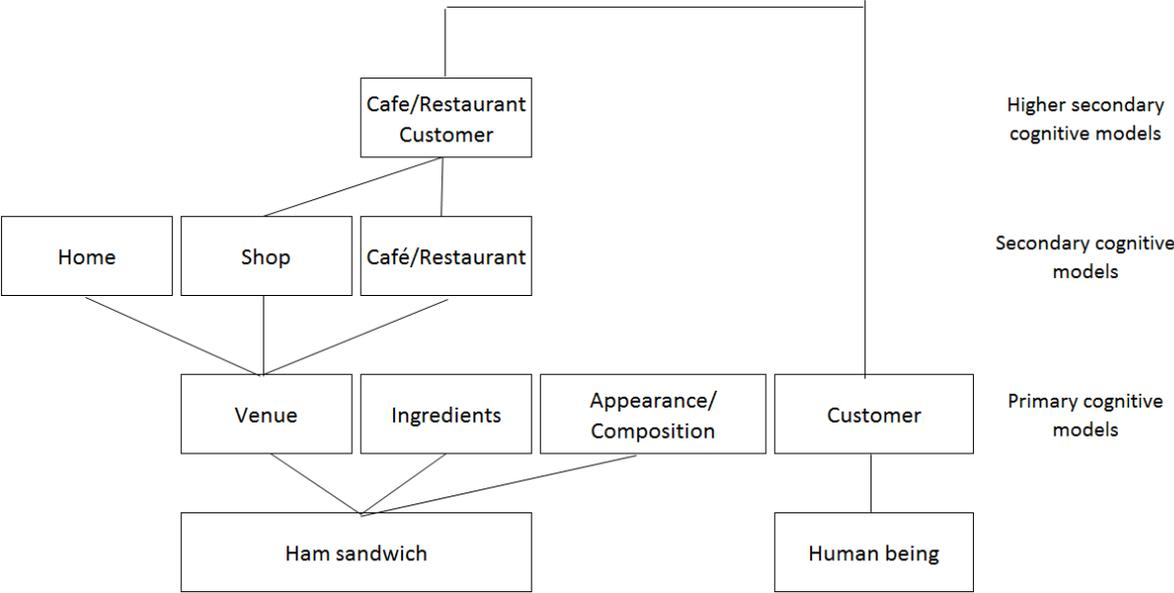 Cafe/Restaurant
Customer
Higher secondary
cognitive models
Home
Shop
Café/Restaurant
Secondary cognitive
models
Venue
Ingredients
Appearance/
Composition
Customer
Primary cognitive
models
Ham sandwich
Human being